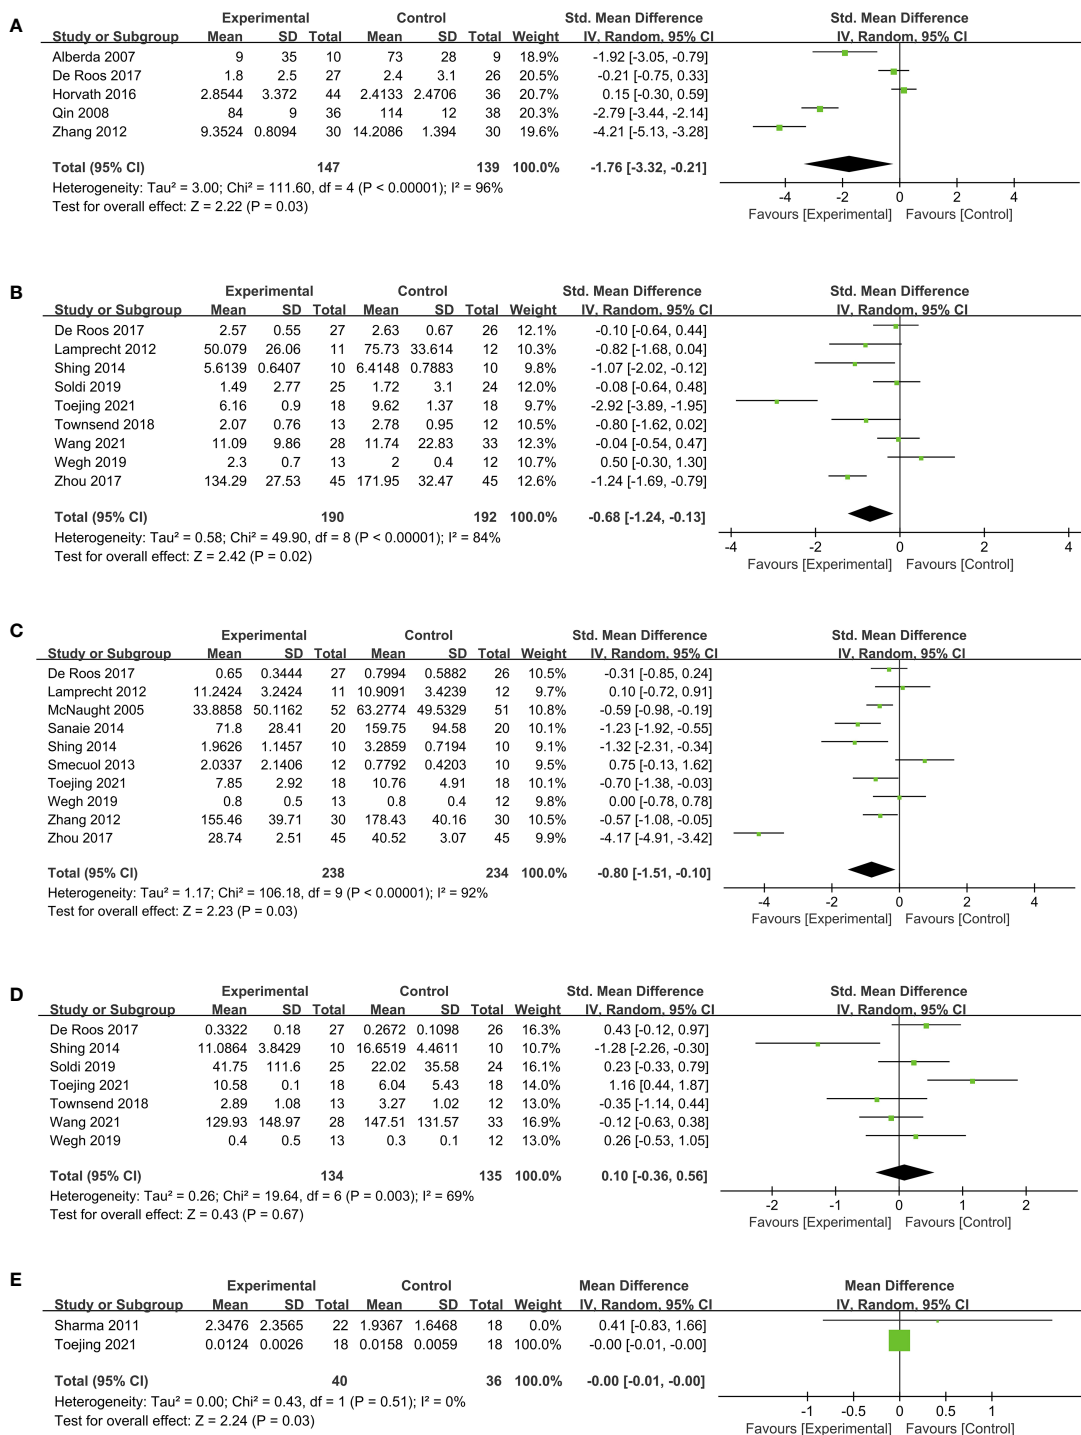 A
Experimental Control Std. Mean Difference Std. Mean Difference
Study or Subgroup Mean SD Total Mean SD Total Weight IV, Random, 95% CI IV, Random, 95% CI
Alberda 2007 9 35 10 73 28 9 18.9% -1.92 [-3.05, -0.79]
De Roos 2017 1.8 2.5 27 2.4 3.1 26 20.5% -0.21 [-0.75, 0.33]
Horvath 2016 2.8544 3.372 44 2.4133 2.4706 36 20.7% 0.15 [-0.30, 0.59]
Qin 2008 84 9 36 114 12 38 20.3% -2.79 [-3.44, -2.14]
Zhang 2012 9.3524 0.8094 30 14.2086 1.394 30 19.6% -4.21 [-5.13, -3.28]
Total (95% CI) 147 139 100.0% -1.76 [-3.32, -0.21]
Heterogeneity: Tau² = 3.00; Chi² = 111.60, df = 4 (P < 0.00001); I² = 96%
Test for overall effect: Z = 2.22 (P = 0.03)
-4 -2 0 2 4
Favours [Experimental] Favours [Control]
B
Experimental Control Std. Mean Difference Std. Mean Difference
Study or Subgroup Mean SD Total Mean SD Total Weight IV, Random, 95% CI IV, Random, 95% CI
De Roos 2017 2.57 0.55 27 2.63 0.67 26 12.1% -0.10 [-0.64, 0.44]
Lamprecht 2012 50.079 26.06 11 75.73 33.614 12 10.3% -0.82 [-1.68, 0.04]
Shing 2014 5.6139 0.6407 10 6.4148 0.7883 10 9.8% -1.07 [-2.02, -0.12]
Soldi 2019 1.49 2.77 25 1.72 3.1 24 12.0% -0.08 [-0.64, 0.48]
Toejing 2021 6.16 0.9 18 9.62 1.37 18 9.7% -2.92 [-3.89, -1.95]
Townsend 2018 2.07 0.76 13 2.78 0.95 12 10.5% -0.80 [-1.62, 0.02]
Wang 2021 11.09 9.86 28 11.74 22.83 33 12.3% -0.04 [-0.54, 0.47]
Wegh 2019 2.3 0.7 13 2 0.4 12 10.7% 0.50 [-0.30, 1.30]
Zhou 2017 134.29 27.53 45 171.95 32.47 45 12.6% -1.24 [-1.69, -0.79]
Total (95% CI) 190 192 100.0% -0.68 [-1.24, -0.13]
Heterogeneity: Tau² = 0.58; Chi² = 49.90, df = 8 (P < 0.00001); I² = 84%
Test for overall effect: Z = 2.42 (P = 0.02)
-4 -2 0 2 4
Favours [Experimental] Favours [Control]
C
Experimental Control Std. Mean Difference Std. Mean Difference
Study or Subgroup Mean SD Total Mean SD Total Weight IV, Random, 95% CI IV, Random, 95% CI
De Roos 2017 0.65 0.3444 27 0.7994 0.5882 26 10.5% -0.31 [-0.85, 0.24]
Lamprecht 2012 11.2424 3.2424 11 10.9091 3.4239 12 9.7% 0.10 [-0.72, 0.91]
McNaught 2005 33.8858 50.1162 52 63.2774 49.5329 51 10.8% -0.59 [-0.98, -0.19]
Sanaie 2014 71.8 28.41 20 159.75 94.58 20 10.1% -1.23 [-1.92, -0.55]
Shing 2014 1.9626 1.1457 10 3.2859 0.7194 10 9.1% -1.32 [-2.31, -0.34]
Smecuol 2013 2.0337 2.1406 12 0.7792 0.4203 10 9.5% 0.75 [-0.13, 1.62]
Toejing 2021 7.85 2.92 18 10.76 4.91 18 10.1% -0.70 [-1.38, -0.03]
Wegh 2019 0.8 0.5 13 0.8 0.4 12 9.8% 0.00 [-0.78, 0.78]
Zhang 2012 155.46 39.71 30 178.43 40.16 30 10.5% -0.57 [-1.08, -0.05]
Zhou 2017 28.74 2.51 45 40.52 3.07 45 9.9% -4.17 [-4.91, -3.42]
Total (95% CI) 238 234 100.0% -0.80 [-1.51, -0.10]
Heterogeneity: Tau² = 1.17; Chi² = 106.18, df = 9 (P < 0.00001); I² = 92%
Test for overall effect: Z = 2.23 (P = 0.03)
-4 -2 0 2 4
Favours [Experimental] Favours [Control]
D
Experimental Control Std. Mean Difference Std. Mean Difference
Study or Subgroup Mean SD Total Mean SD Total Weight IV, Random, 95% CI IV, Random, 95% CI
De Roos 2017 0.3322 0.18 27 0.2672 0.1098 26 16.3% 0.43 [-0.12, 0.97]
Shing 2014 11.0864 3.8429 10 16.6519 4.4611 10 10.7% -1.28 [-2.26, -0.30]
Soldi 2019 41.75 111.6 25 22.02 35.58 24 16.1% 0.23 [-0.33, 0.79]
Toejing 2021 10.58 0.1 18 6.04 5.43 18 14.0% 1.16 [0.44, 1.87]
Townsend 2018 2.89 1.08 13 3.27 1.02 12 13.0% -0.35 [-1.14, 0.44]
Wang 2021 129.93 148.97 28 147.51 131.57 33 16.9% -0.12 [-0.63, 0.38]
Wegh 2019 0.4 0.5 13 0.3 0.1 12 13.0% 0.26 [-0.53, 1.05]
Total (95% CI) 134 135 100.0% 0.10 [-0.36, 0.56]
Heterogeneity: Tau² = 0.26; Chi² = 19.64, df = 6 (P = 0.003); I² = 69%
Test for overall effect: Z = 0.43 (P = 0.67)
-2 -1 0 1 2
Favours [Experimental] Favours [Control]
E
Experimental Control Mean Difference Mean Difference
Study or Subgroup Mean SD Total Mean SD Total Weight IV, Random, 95% CI IV, Random, 95% CI
Sharma 2011 2.3476 2.3565 22 1.9367 1.6468 18 0.0% 0.41 [-0.83, 1.66]
Toejing 2021 0.0124 0.0026 18 0.0158 0.0059 18 100.0% -0.00 [-0.01, -0.00]
Total (95% CI) 40 36 100.0% -0.00 [-0.01, -0.00]
Heterogeneity: Tau² = 0.00; Chi² = 0.43, df = 1 (P = 0.51); I² = 0%
Test for overall effect: Z = 2.24 (P = 0.03)
-1 -0.5 0 0.5 1
Favours [Experimental] Favours [Control]